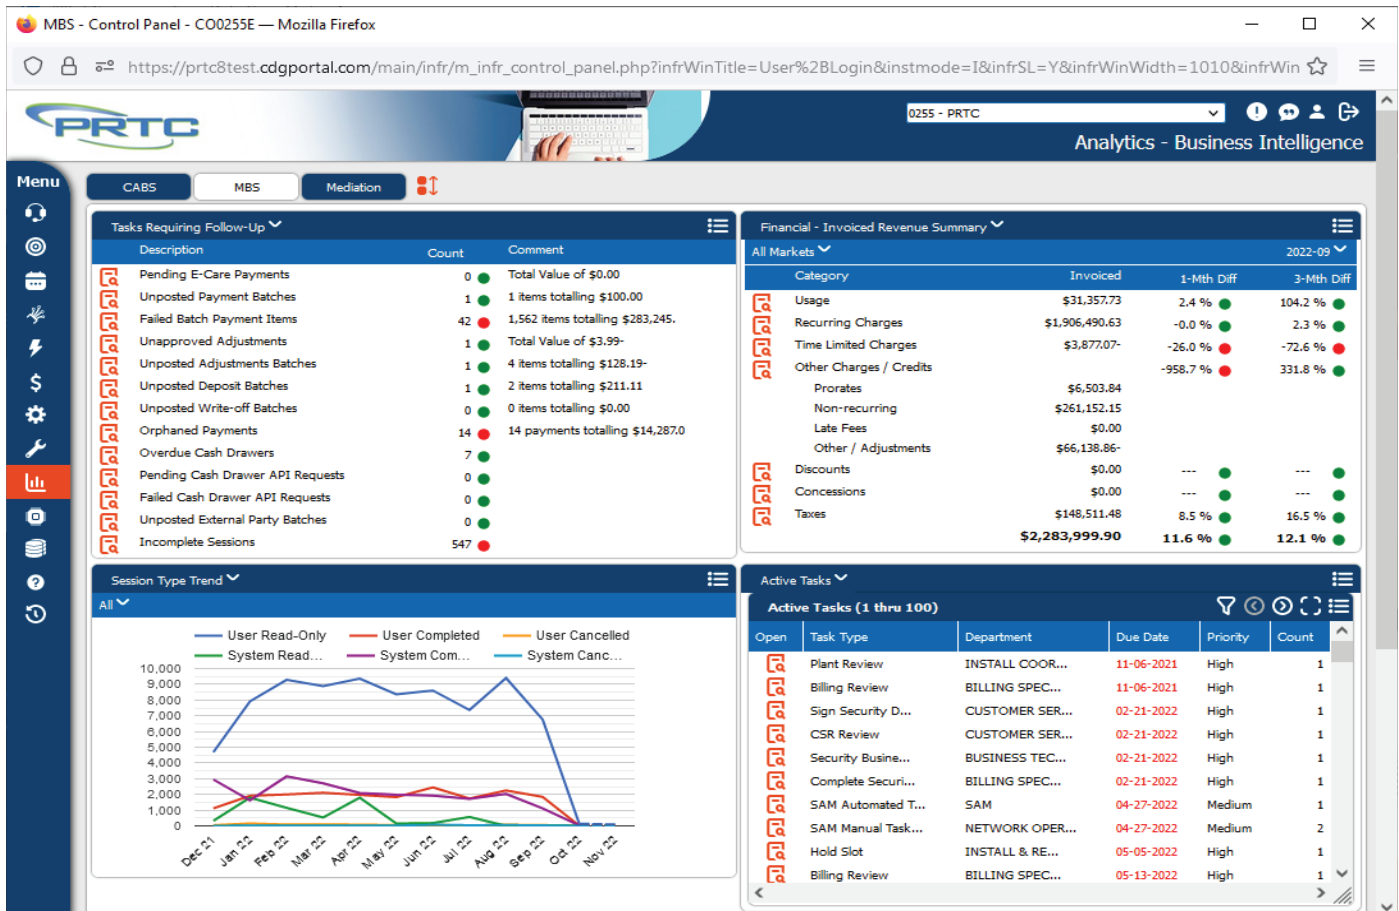 MBS - Control Panel - CO0255E — Mozilla Firefox
https://prtc8test.cdgportal.com/main/infr/m_infr_control_panel.php?infrWinTitle=User%2BLogin&instmode=I&infrSL=Y&infrWinWidth=1010&infrWin
PRTC
0255 - PRTC
Analytics - Business Intelligence
Menu
CABS MBS Mediation
Tasks Requiring Follow-Up
Description Count Comment
Pending E-Care Payments 0 Total Value of $0.00
Unposted Payment Batches 1 1 items totalling $100.00
Failed Batch Payment Items 42 1,562 items totalling $283,245.
Unapproved Adjustments 1 Total Value of $3.99-
Unposted Adjustments Batches 1 4 items totalling $128.19-
Unposted Deposit Batches 1 2 items totalling $211.11
Unposted Write-off Batches 0 0 items totalling $0.00
Orphaned Payments 14 14 payments totalling $14,287.0
Overdue Cash Drawers 7
Pending Cash Drawer API Requests 0
Failed Cash Drawer API Requests 0
Unposted External Party Batches 0
Incomplete Sessions 547
Financial - Invoiced Revenue Summary
All Markets 2022-09
Category Invoiced 1-Mth Diff 3-Mth Diff
Usage $31,357.73 2.4 % 104.2 %
Recurring Charges $1,906,490.63 -0.0 % 2.3 %
Time Limited Charges $3,877.07- -26.0 % -72.6 %
Other Charges / Credits -958.7 % 331.8 %
Prorates $6,503.84
Non-recurring $261,152.15
Late Fees $0.00
Other / Adjustments $66,138.86-
Discounts $0.00 --- ---
Concessions $0.00 --- ---
Taxes $148,511.48 8.5 % 16.5 %
$2,283,999.90 11.6 % 12.1 %
Session Type Trend
All
User Read-Only User Completed User Cancelled
System Read... System Com... System Canc...
10,000
9,000
8,000
7,000
6,000
5,000
4,000
3,000
2,000
1,000
0
Dec 21 Jan 22 Feb 22 Mar 22 Apr 22 May 22 Jun 22 Jul 22 Aug 22 Sep 22 Oct 22 Nov 22
Active Tasks
Active Tasks (1 thru 100)
Open Task Type Department Due Date Priority Count
Plant Review INSTALL COOR... 11-06-2021 High 1
Billing Review BILLING SPEC... 11-06-2021 High 1
Sign Security D... CUSTOMER SER... 02-21-2022 High 1
CSR Review CUSTOMER SER... 02-21-2022 High 1
Security Busine... BUSINESS TEC... 02-21-2022 High 1
Complete Securi... BILLING SPEC... 02-21-2022 High 1
SAM Automated T... SAM 04-27-2022 Medium 1
SAM Manual Task... NETWORK OPER... 04-27-2022 Medium 2
Hold Slot INSTALL & RE... 05-05-2022 High 1
Billing Review BILLING SPEC... 05-13-2022 High 1